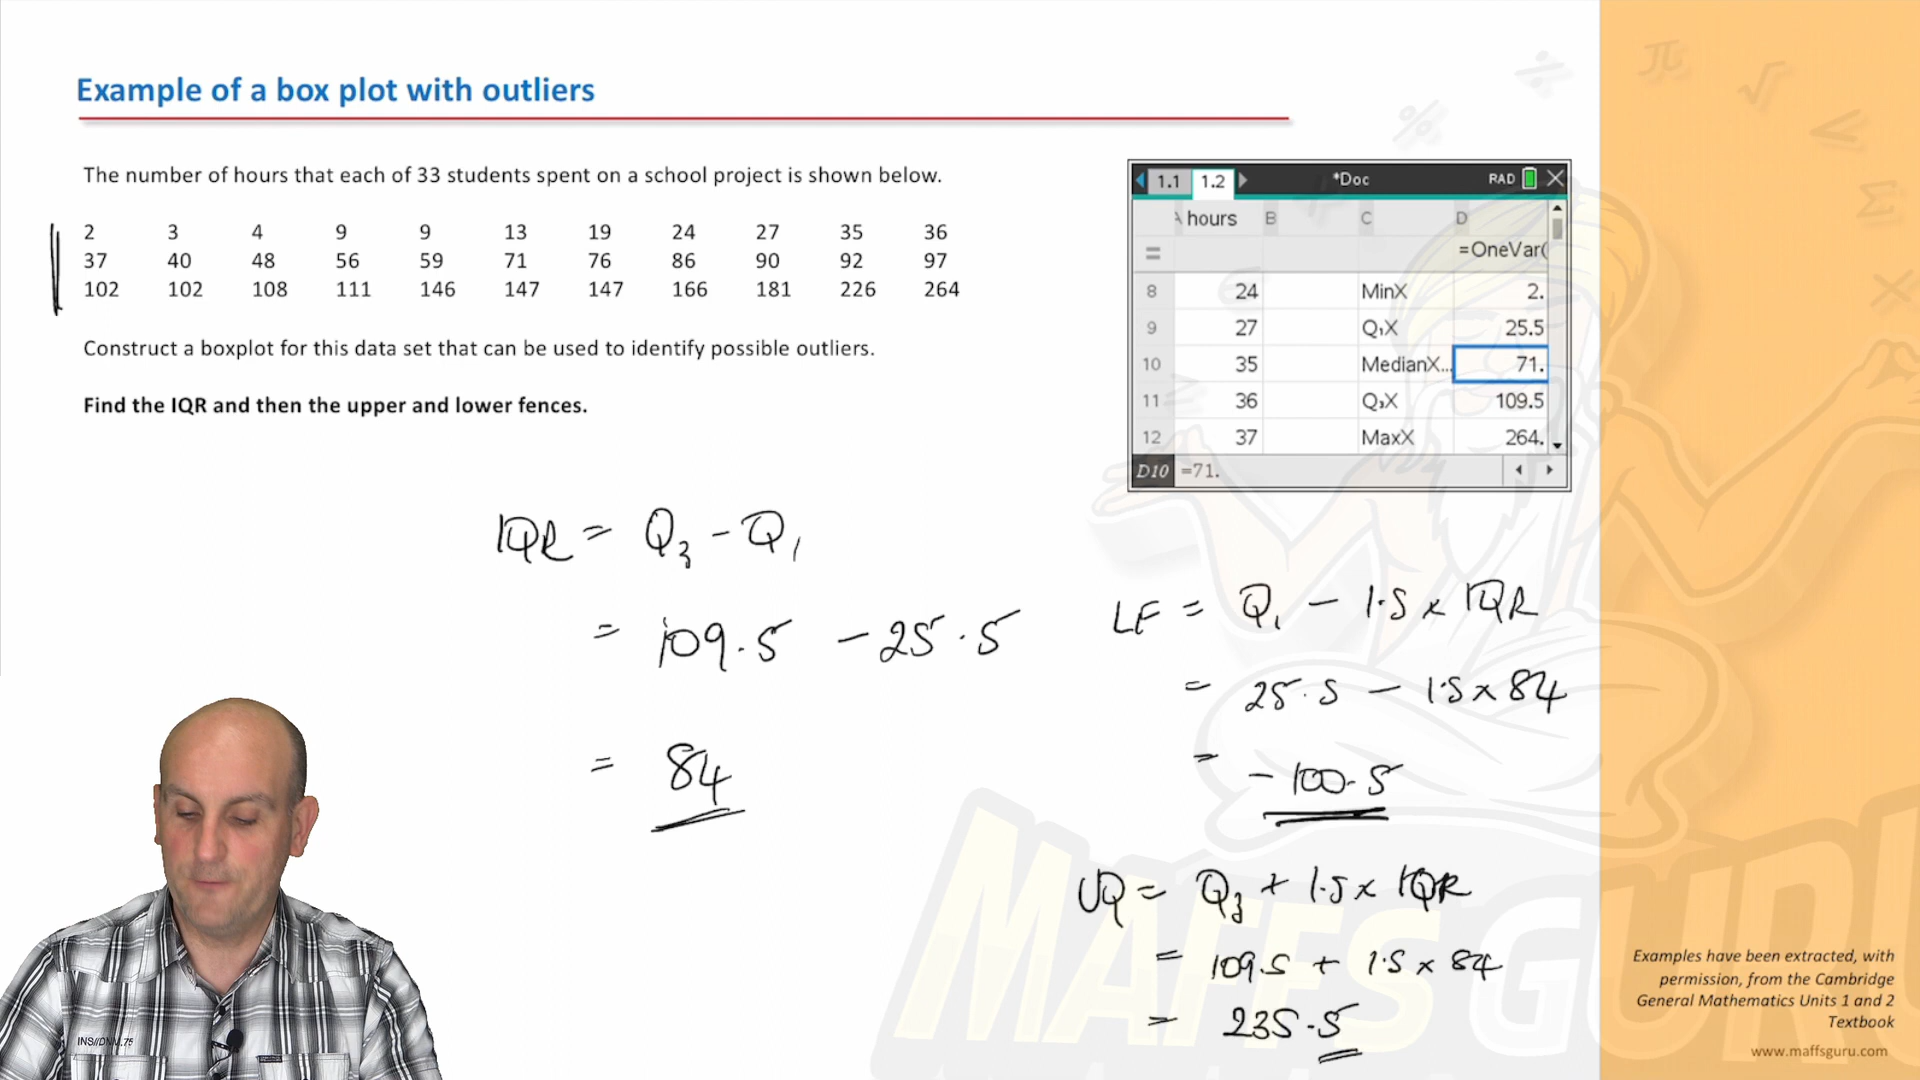 Example of a box plot with outliers
The number of hours that each of 33 students spent on a school project is shown below.
2 3 4 9 9 13 19 24 27 35 36
37 40 48 56 59 71 76 86 90 92 97
102 102 108 111 146 147 147 166 181 226 264
Construct a boxplot for this data set that can be used to identify possible outliers.
Find the IQR and then the upper and lower fences.
1.1 1.2 *Doc RAD
A hours B C D
= =OneVar(
8 24 MinX 2.
9 27 Q₁X 25.5
10 35 MedianX... 71.
11 36 Q₃X 109.5
12 37 MaxX 264.
D10 =71.
IQR = Q₃ - Q₁
= 109.5 - 25.5
= 84
LF = Q₁ - 1.5 x IQR
= 25.5 - 1.5 x 84
= -100.5
UQ = Q₃ + 1.5 x IQR
= 109.5 + 1.5 x 84
= 235.5
MAFFS GURU
INS//DNM.75
Examples have been extracted, with
permission, from the Cambridge
General Mathematics Units 1 and 2
Textbook
www.maffsguru.com